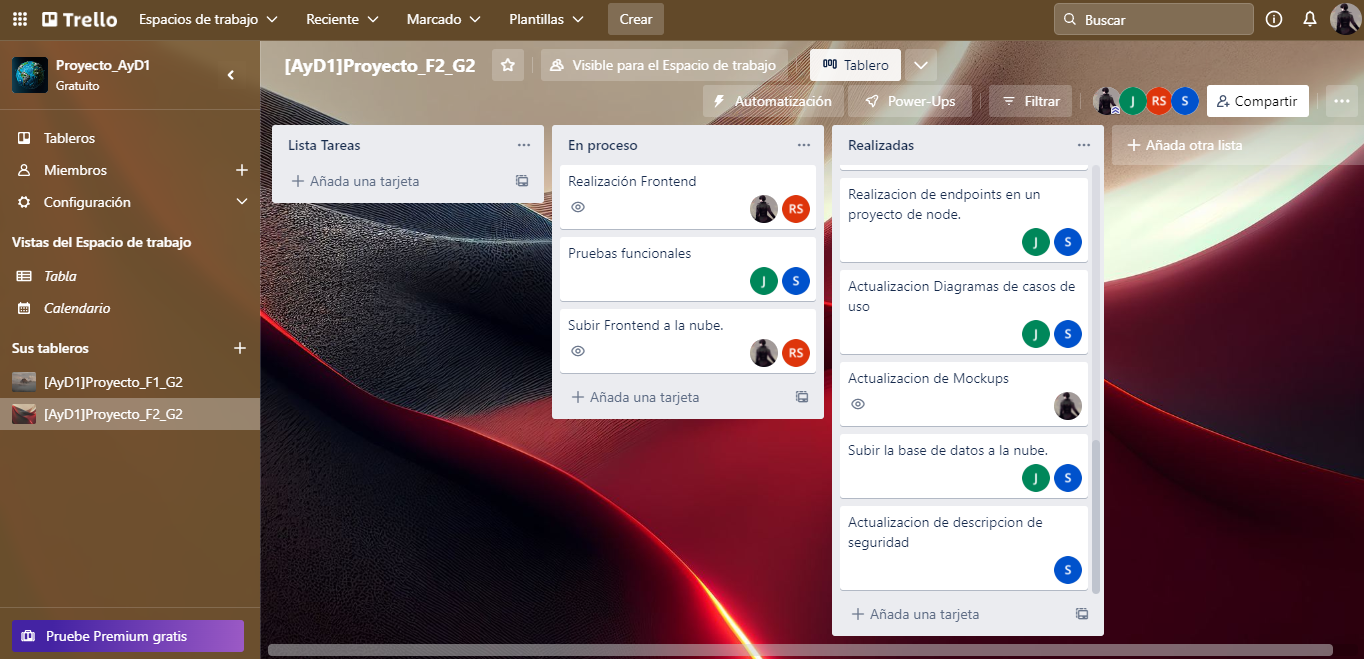 Trello
Espacios de trabajo
Reciente
Marcado
Plantillas
Crear
Buscar
Proyecto_AyD1
Gratuito
Tableros
Miembros
Configuración
Vistas del Espacio de trabajo
Tabla
Calendario
Sus tableros
[AyD1]Proyecto_F1_G2
[AyD1]Proyecto_F2_G2
Pruebe Premium gratis
[AyD1]Proyecto_F2_G2
Visible para el Espacio de trabajo
Tablero
Automatización
Power-Ups
Filtrar
J
RS
S
Compartir
Lista Tareas
Añada una tarjeta
En proceso
Realización Frontend
RS
Pruebas funcionales
J
S
Subir Frontend a la nube.
RS
Añada una tarjeta
Realizadas
Realizacion de endpoints en un
proyecto de node.
J
S
Actualizacion Diagramas de casos de
uso
J
S
Actualizacion de Mockups
Subir la base de datos a la nube.
J
S
Actualizacion de descripcion de
seguridad
S
Añada una tarjeta
Añada otra lista